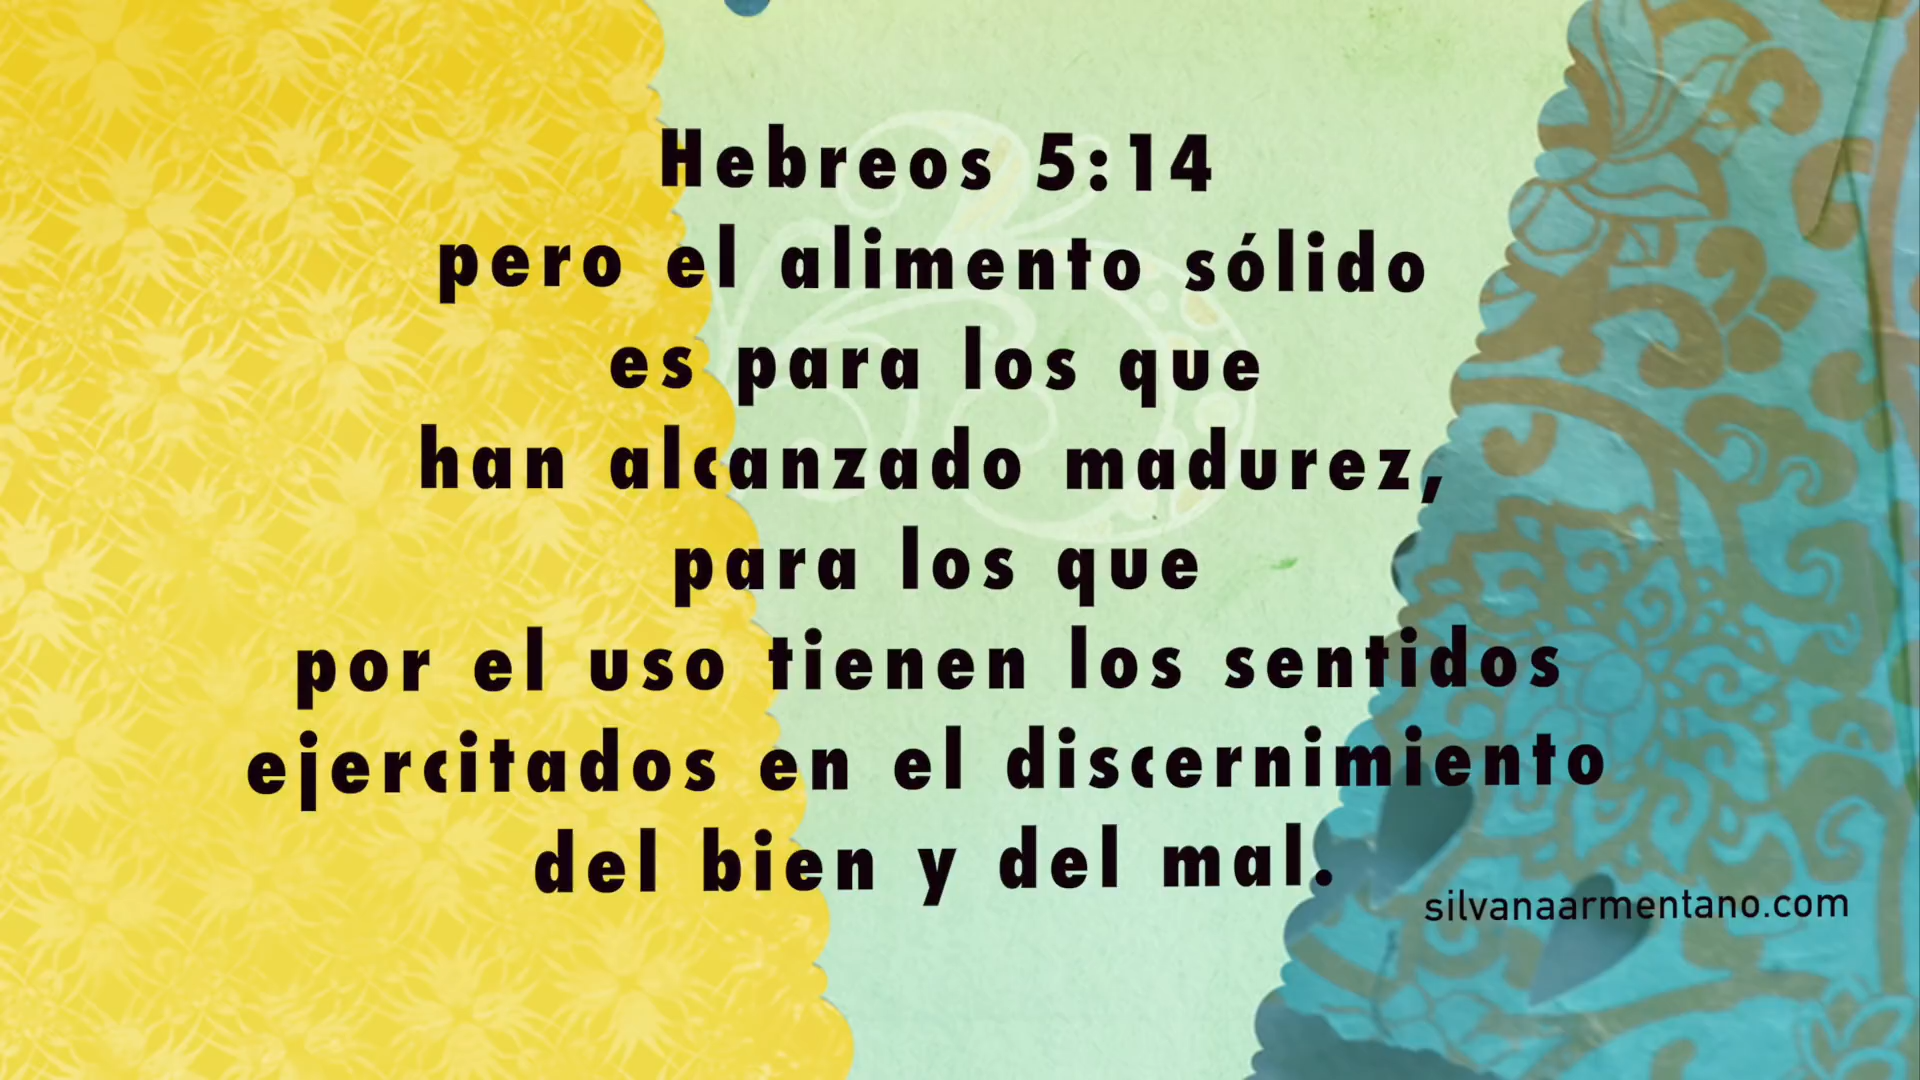 Hebreos 5:14
pero el alimento sólido
es para los que
han alcanzado madurez,
para los que
por el uso tienen los sentidos
ejercitados en el discernimiento
del bien y del mal.
silvanaarmentano.com